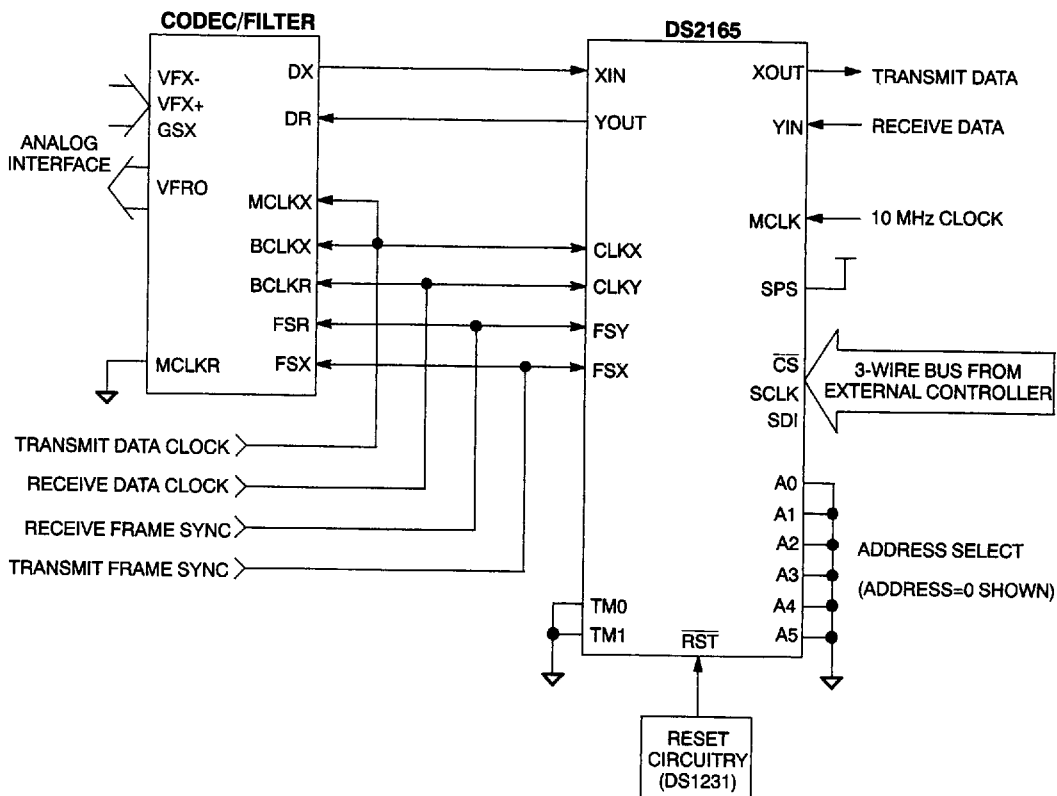 CODEC/FILTER
DS2165
VFX-
VFX+
GSX
ANALOG
INTERFACE
VFRO
DX
DR
MCLKX
BCLKX
BCLKR
FSR
FSX
MCLKR
XIN
YOUT
CLKX
CLKY
FSY
FSX
XOUT
TRANSMIT DATA
YIN
RECEIVE DATA
MCLK
10 MHz CLOCK
SPS
CS
SCLK
SDI
3-WIRE BUS FROM
EXTERNAL CONTROLLER
TRANSMIT DATA CLOCK
RECEIVE DATA CLOCK
RECEIVE FRAME SYNC
TRANSMIT FRAME SYNC
A0
A1
A2
A3
A4
A5
ADDRESS SELECT
(ADDRESS=0 SHOWN)
TM0
TM1
RST
RESET
CIRCUITRY
(DS1231)